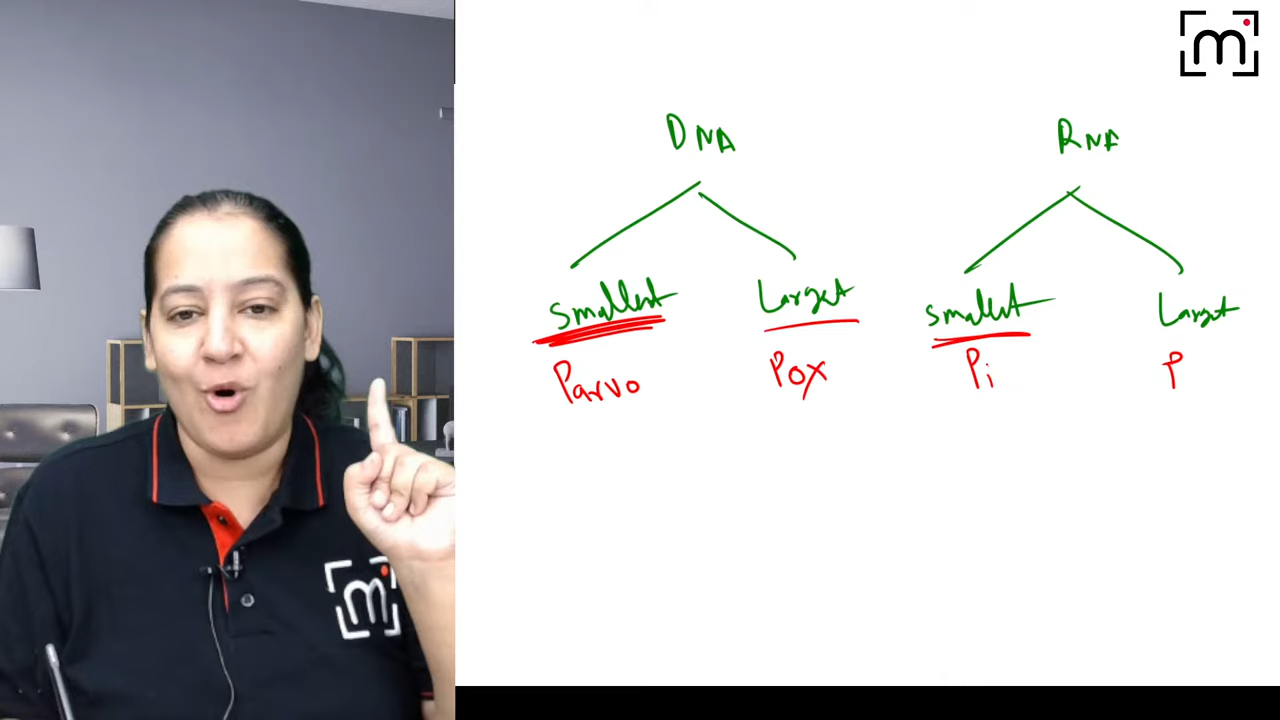 m
DNA
RNA
Smallest
Largest
Smallest
Largest
Parvo
Pox
Pi
P
m